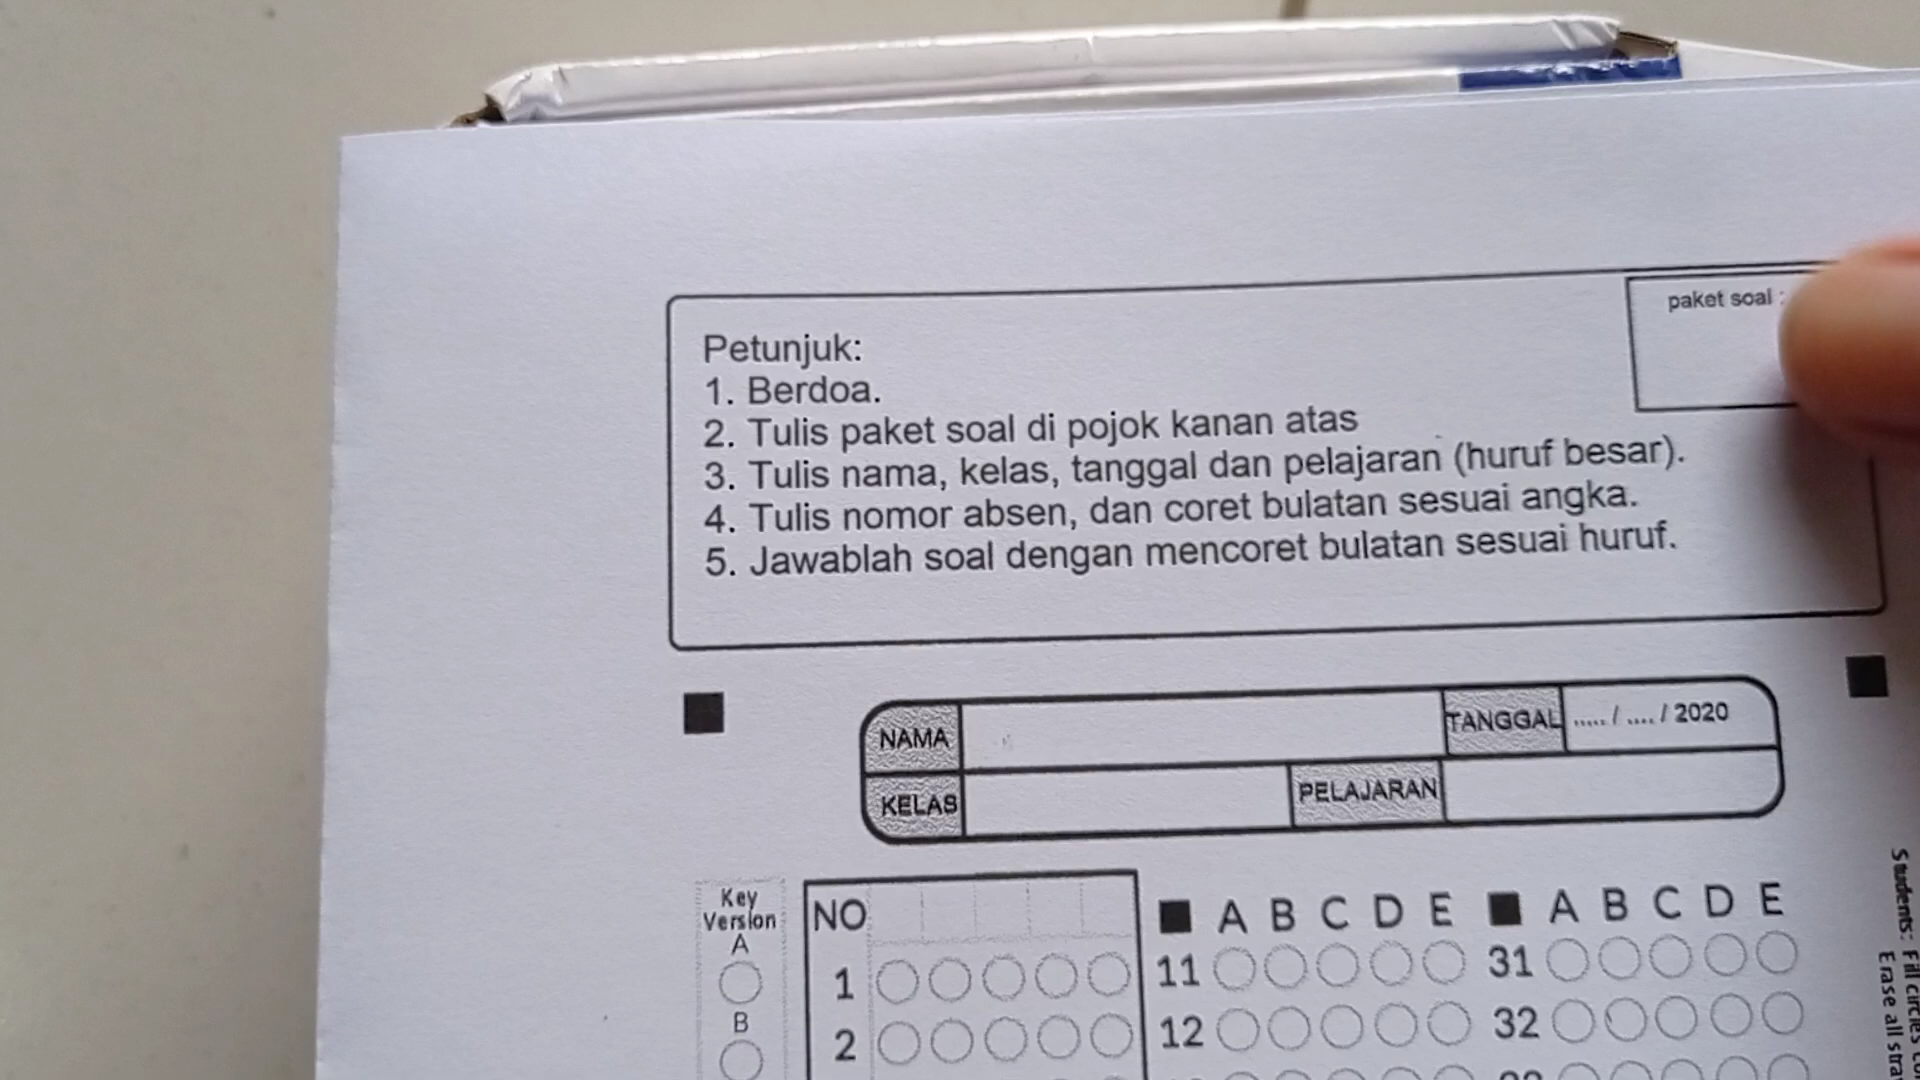 paket soal :
Petunjuk:
1. Berdoa.
2. Tulis paket soal di pojok kanan atas
3. Tulis nama, kelas, tanggal dan pelajaran (huruf besar).
4. Tulis nomor absen, dan coret bulatan sesuai angka.
5. Jawablah soal dengan mencoret bulatan sesuai huruf.
NAMA TANGGAL ..... / .... / 2020
KELAS PELAJARAN
Key
Version
A
B
NO
1
2
A B C D E
11
12
A B C D E
31
32
Students: Fill circles
Erase all